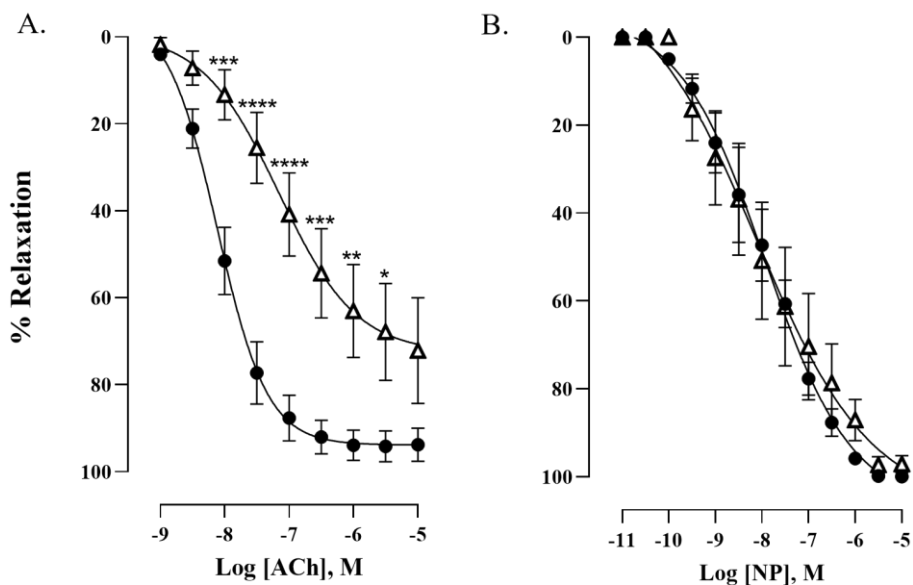 A.
% Relaxation
0
20
40
60
80
100
***
****
****
***
**
*
-9 -8 -7 -6 -5
Log [ACh], M
B.
0
20
40
60
80
100
-11 -10 -9 -8 -7 -6 -5
Log [NP], M